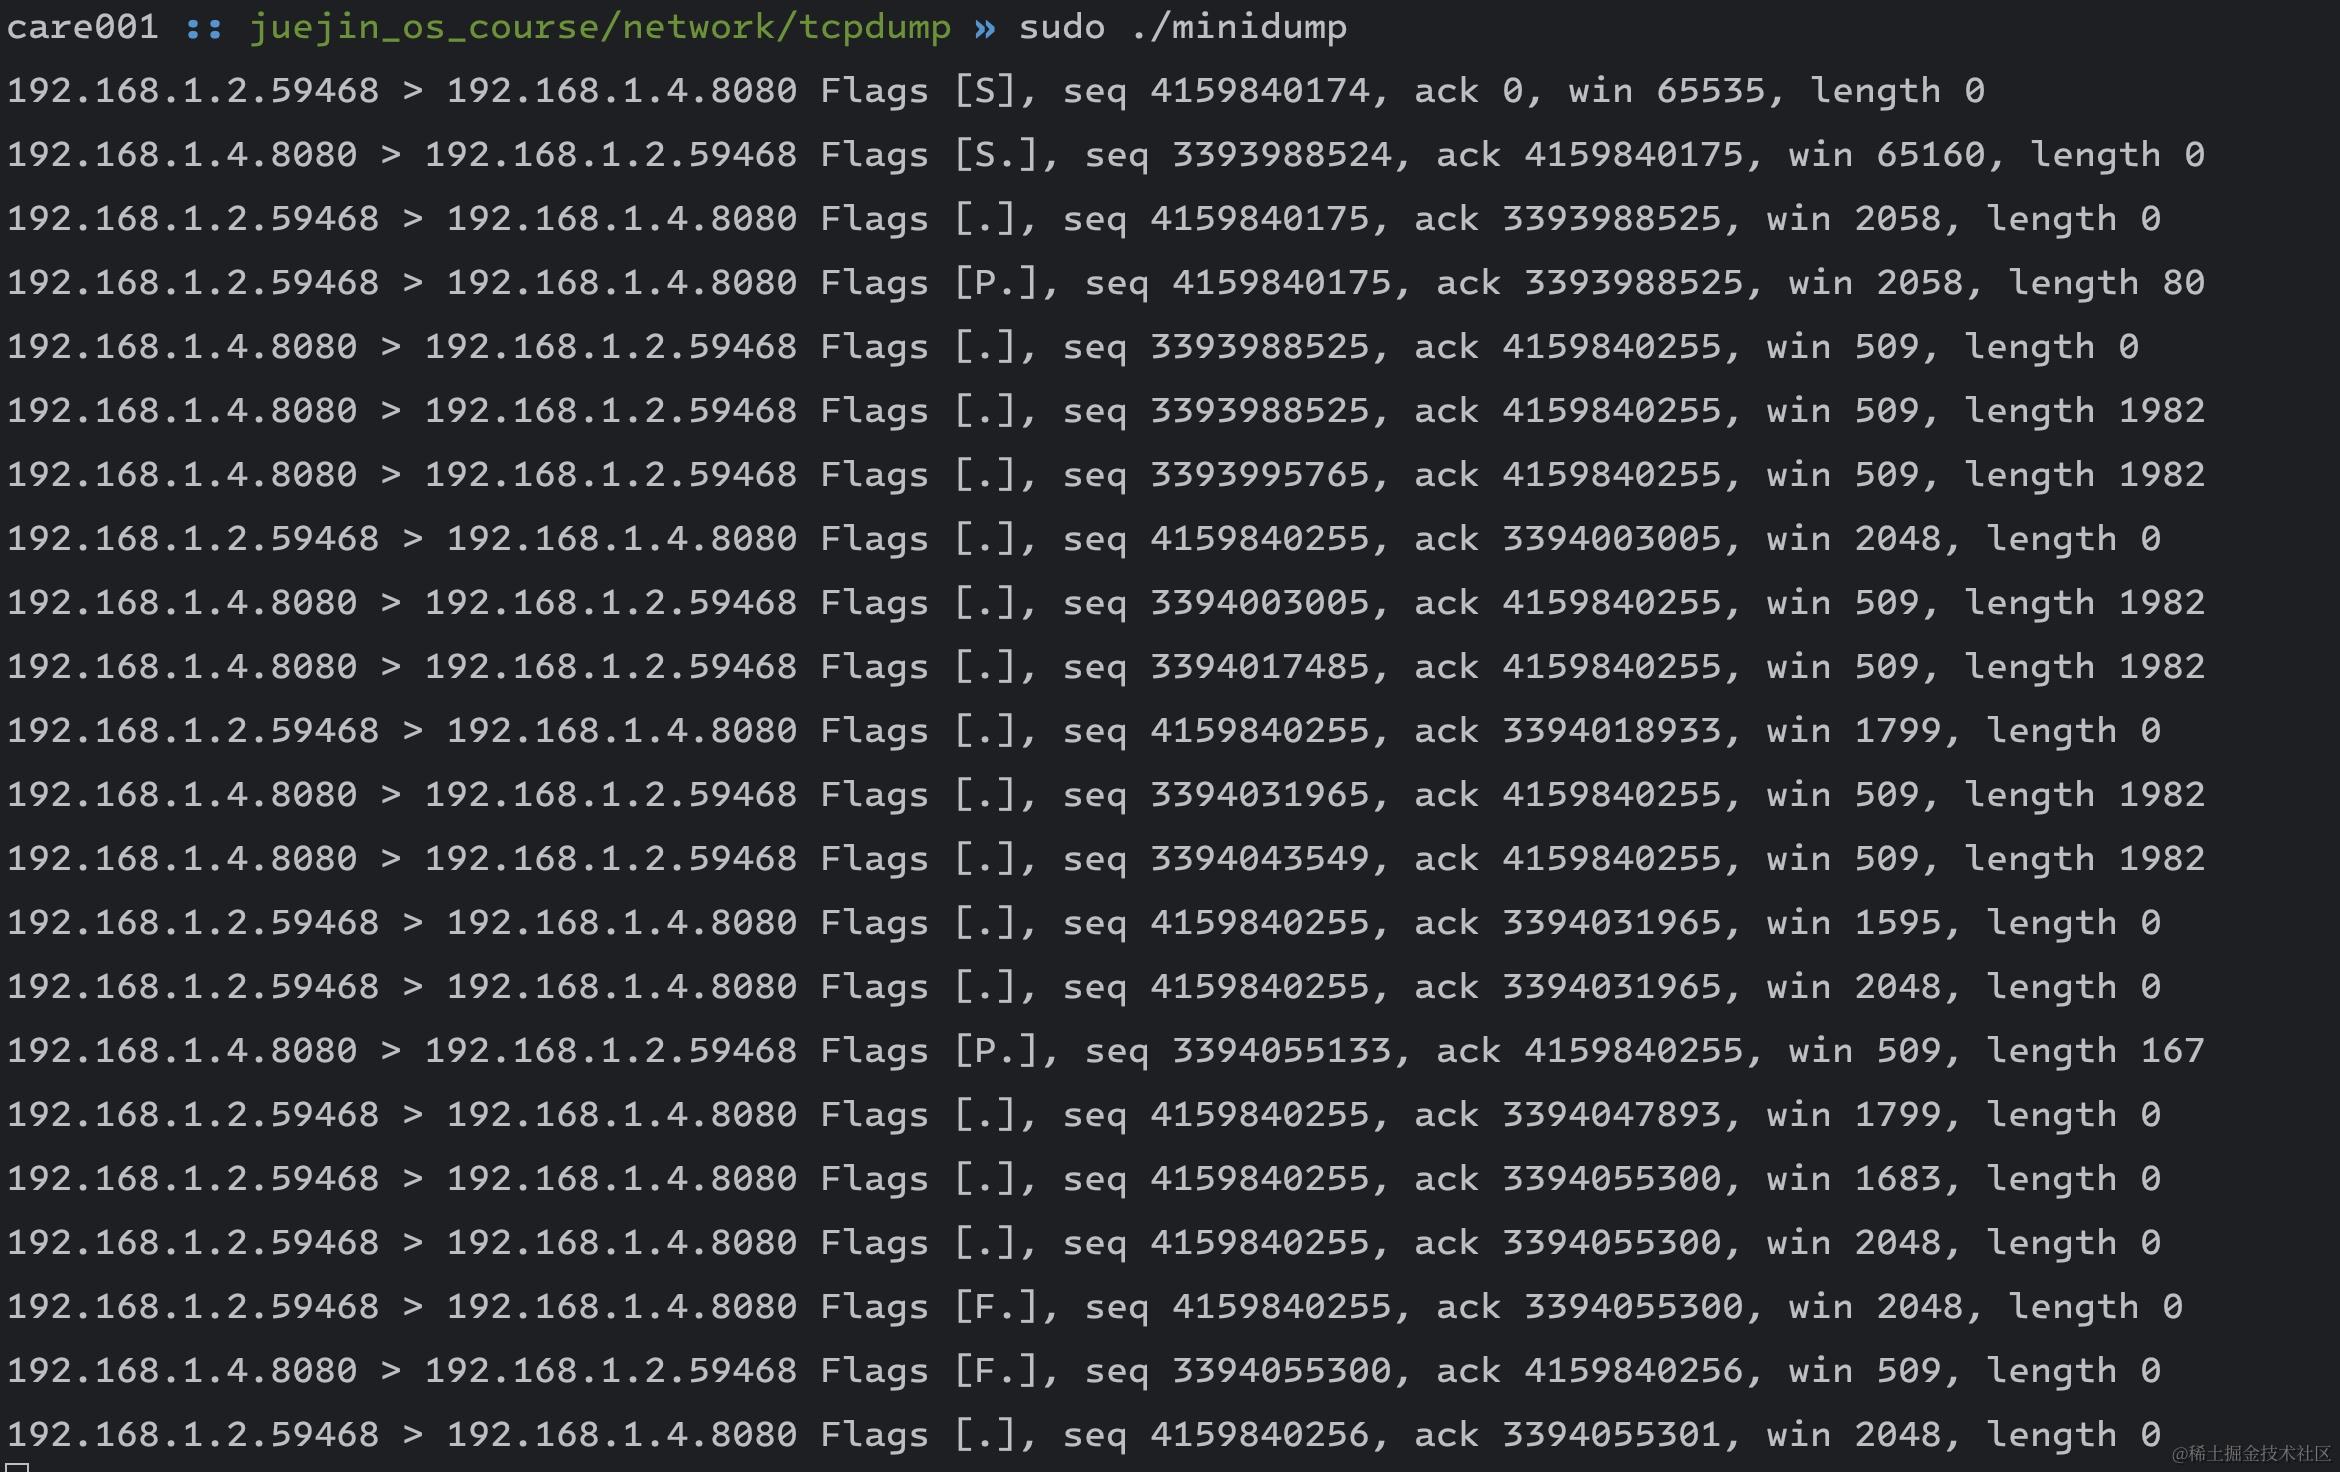 care001 :: juejin_os_course/network/tcpdump » sudo ./minidump
192.168.1.2.59468 > 192.168.1.4.8080 Flags [S], seq 4159840174, ack 0, win 65535, length 0
192.168.1.4.8080 > 192.168.1.2.59468 Flags [S.], seq 3393988524, ack 4159840175, win 65160, length 0
192.168.1.2.59468 > 192.168.1.4.8080 Flags [.], seq 4159840175, ack 3393988525, win 2058, length 0
192.168.1.2.59468 > 192.168.1.4.8080 Flags [P.], seq 4159840175, ack 3393988525, win 2058, length 80
192.168.1.4.8080 > 192.168.1.2.59468 Flags [.], seq 3393988525, ack 4159840255, win 509, length 0
192.168.1.4.8080 > 192.168.1.2.59468 Flags [.], seq 3393988525, ack 4159840255, win 509, length 1982
192.168.1.4.8080 > 192.168.1.2.59468 Flags [.], seq 3393995765, ack 4159840255, win 509, length 1982
192.168.1.2.59468 > 192.168.1.4.8080 Flags [.], seq 4159840255, ack 3394003005, win 2048, length 0
192.168.1.4.8080 > 192.168.1.2.59468 Flags [.], seq 3394003005, ack 4159840255, win 509, length 1982
192.168.1.4.8080 > 192.168.1.2.59468 Flags [.], seq 3394017485, ack 4159840255, win 509, length 1982
192.168.1.2.59468 > 192.168.1.4.8080 Flags [.], seq 4159840255, ack 3394018933, win 1799, length 0
192.168.1.4.8080 > 192.168.1.2.59468 Flags [.], seq 3394031965, ack 4159840255, win 509, length 1982
192.168.1.4.8080 > 192.168.1.2.59468 Flags [.], seq 3394043549, ack 4159840255, win 509, length 1982
192.168.1.2.59468 > 192.168.1.4.8080 Flags [.], seq 4159840255, ack 3394031965, win 1595, length 0
192.168.1.2.59468 > 192.168.1.4.8080 Flags [.], seq 4159840255, ack 3394031965, win 2048, length 0
192.168.1.4.8080 > 192.168.1.2.59468 Flags [P.], seq 3394055133, ack 4159840255, win 509, length 167
192.168.1.2.59468 > 192.168.1.4.8080 Flags [.], seq 4159840255, ack 3394047893, win 1799, length 0
192.168.1.2.59468 > 192.168.1.4.8080 Flags [.], seq 4159840255, ack 3394055300, win 1683, length 0
192.168.1.2.59468 > 192.168.1.4.8080 Flags [.], seq 4159840255, ack 3394055300, win 2048, length 0
192.168.1.2.59468 > 192.168.1.4.8080 Flags [F.], seq 4159840255, ack 3394055300, win 2048, length 0
192.168.1.4.8080 > 192.168.1.2.59468 Flags [F.], seq 3394055300, ack 4159840256, win 509, length 0
192.168.1.2.59468 > 192.168.1.4.8080 Flags [.], seq 4159840256, ack 3394055301, win 2048, length 0
@稀土掘金技术社区